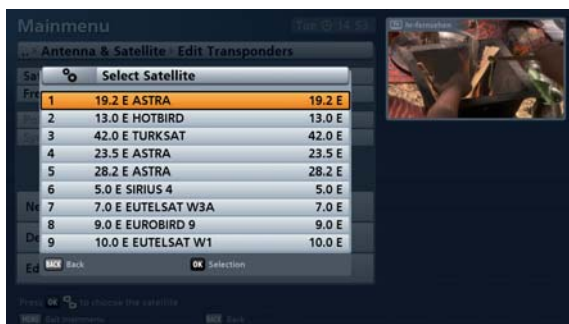 Mainmenu Tue 14:53
.. Antenna & Satellite Edit Transponders
Select Satellite
1 19.2 E ASTRA 19.2 E
2 13.0 E HOTBIRD 13.0 E
3 42.0 E TURKSAT 42.0 E
4 23.5 E ASTRA 23.5 E
5 28.2 E ASTRA 28.2 E
6 5.0 E SIRIUS 4 5.0 E
7 7.0 E EUTELSAT W3A 7.0 E
8 9.0 E EUROBIRD 9 9.0 E
9 10.0 E EUTELSAT W1 10.0 E
BACK Back OK Selection
Press OK to choose the satellite
MENU Exit mainmenu BACK Back